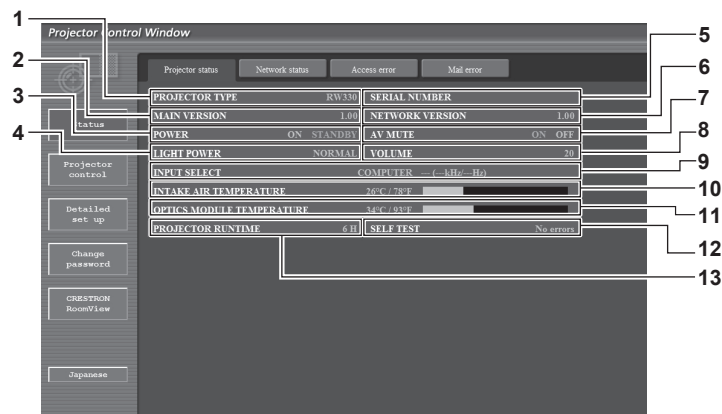 Projector Control Window
Projector status Network status Access error Mail error
PROJECTOR TYPE RW330 SERIAL NUMBER
MAIN VERSION 1.00 NETWORK VERSION 1.00
POWER ON STANDBY AV MUTE ON OFF
LIGHT POWER NORMAL VOLUME 20
INPUT SELECT COMPUTER — (—kHz/—Hz)
INTAKE AIR TEMPERATURE 26°C / 78°F
OPTICS MODULE TEMPERATURE 34°C / 93°F
PROJECTOR RUNTIME 6 H SELF TEST No errors
Status
Projector
control
Detailed
set up
Change
password
CRESTRON
RoomView
Japanese
1
2
3
4
5
6
7
8
9
10
11
12
13